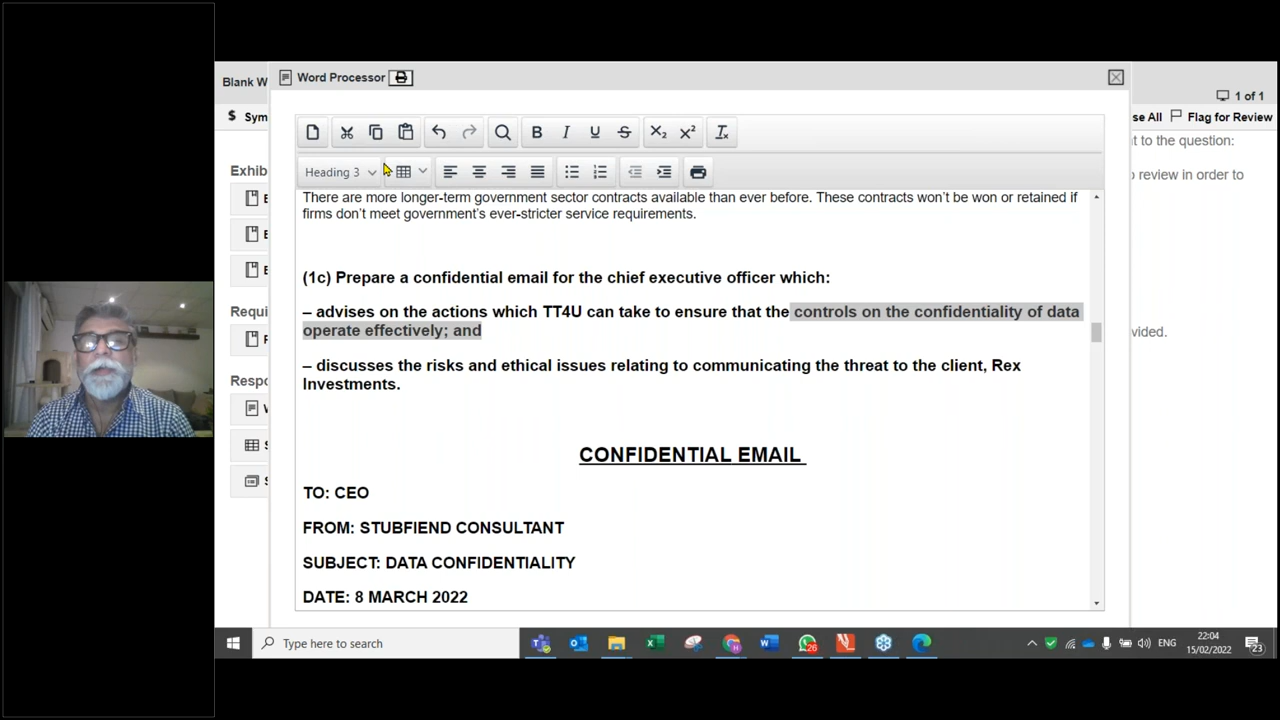 Blank W
Word Processor
1 of 1
$ Sym
se All
Flag for Review
B I U S X₂ X² Tx
Heading 3
t to the question:
o review in order to
vided.
Exhib
E
E
E
Requi
F
Respo
W
S
S
There are more longer-term government sector contracts available than ever before. These contracts won't be won or retained if
firms don't meet government's ever-stricter service requirements.
(1c) Prepare a confidential email for the chief executive officer which:
– advises on the actions which TT4U can take to ensure that the controls on the confidentiality of data
operate effectively; and
– discusses the risks and ethical issues relating to communicating the threat to the client, Rex
Investments.
CONFIDENTIAL EMAIL
TO: CEO
FROM: STUBFIEND CONSULTANT
SUBJECT: DATA CONFIDENTIALITY
DATE: 8 MARCH 2022
Type here to search
26
ENG
22:04
15/02/2022
23